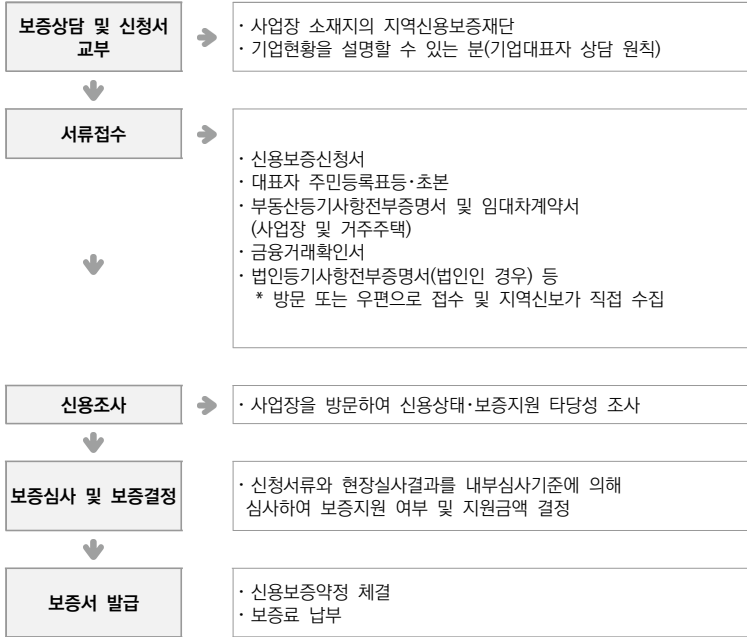 보증상담 및 신청서
교부
· 사업장 소재지의 지역신용보증재단
· 기업현황을 설명할 수 있는 분(기업대표자 상담 원칙)
서류접수
· 신용보증신청서
· 대표자 주민등록표등·초본
· 부동산등기사항전부증명서 및 임대차계약서
(사업장 및 거주주택)
· 금융거래확인서
· 법인등기사항전부증명서(법인인 경우) 등
* 방문 또는 우편으로 접수 및 지역신보가 직접 수집
신용조사
· 사업장을 방문하여 신용상태·보증지원 타당성 조사
보증심사 및 보증결정
· 신청서류와 현장실사결과를 내부심사기준에 의해
심사하여 보증지원 여부 및 지원금액 결정
보증서 발급
· 신용보증약정 체결
· 보증료 납부